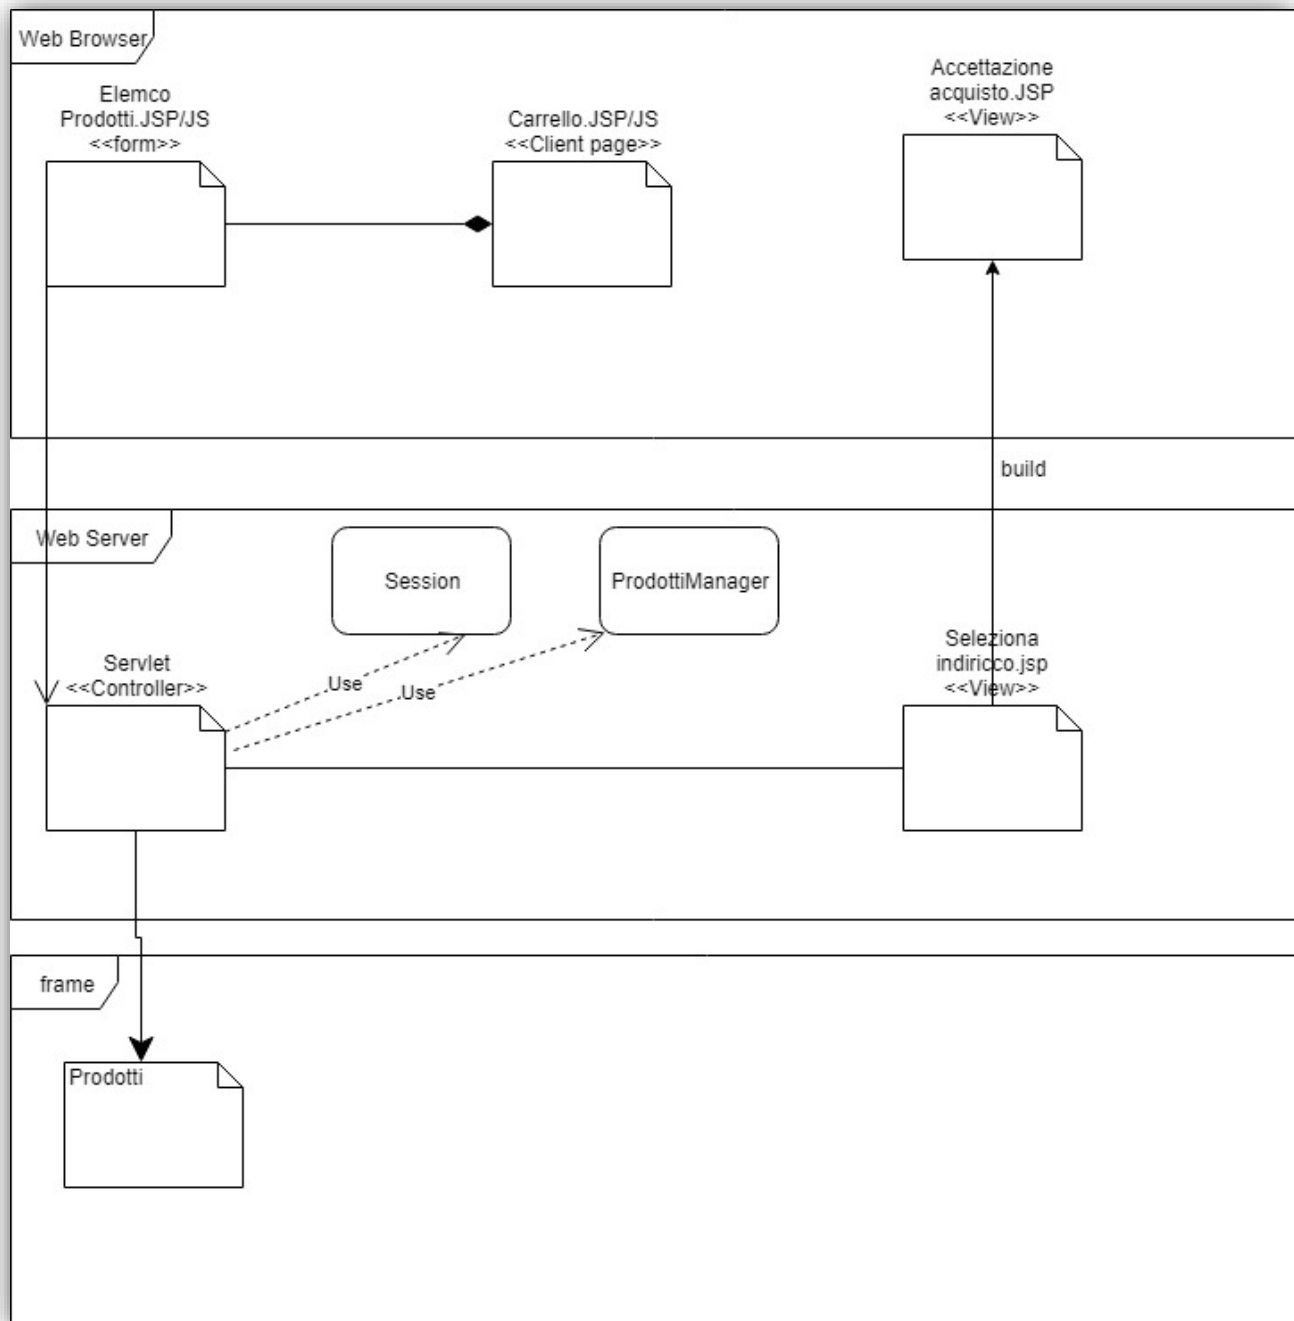 Web Browser
Elemco
Prodotti.JSP/JS
<<form>>
Carrello.JSP/JS
<<Client page>>
Accettazione
acquisto.JSP
<<View>>
build
Web Server
Session
ProdottiManager
Servlet
<<Controller>>
Use
Use
Seleziona
indiricco.jsp
<<View>>
frame
Prodotti